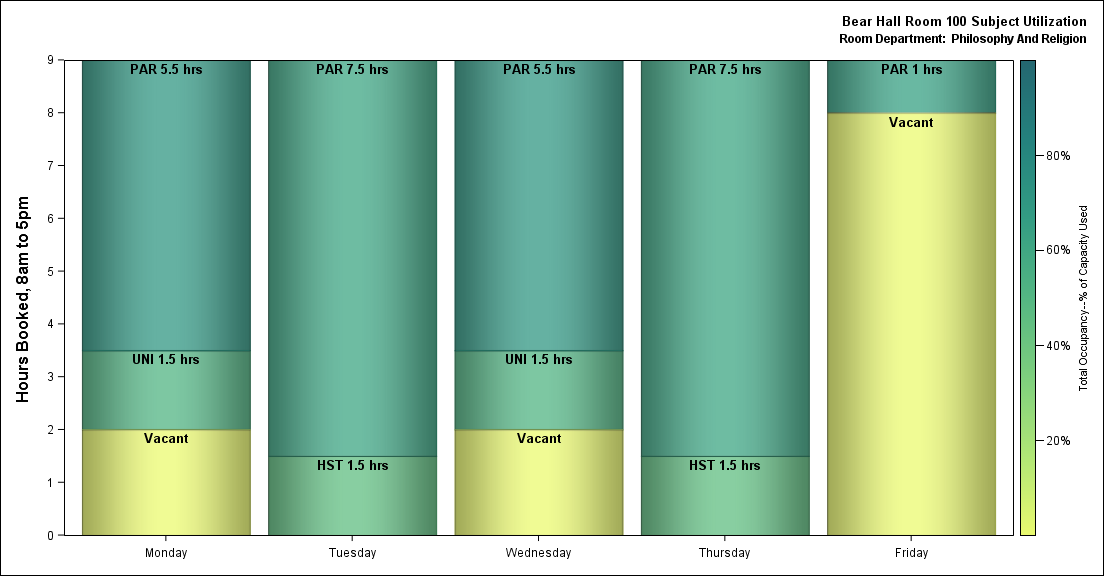 Bear Hall Room 100 Subject Utilization
Room Department:  Philosophy And Religion
Hours Booked, 8am to 5pm
9
8
7
6
5
4
3
2
1
0
PAR 5.5 hrs
UNI 1.5 hrs
Vacant
PAR 7.5 hrs
HST 1.5 hrs
PAR 5.5 hrs
UNI 1.5 hrs
Vacant
PAR 7.5 hrs
HST 1.5 hrs
PAR 1 hrs
Vacant
Monday
Tuesday
Wednesday
Thursday
Friday
80%
60%
40%
20%
Total Occupancy--% of Capacity Used